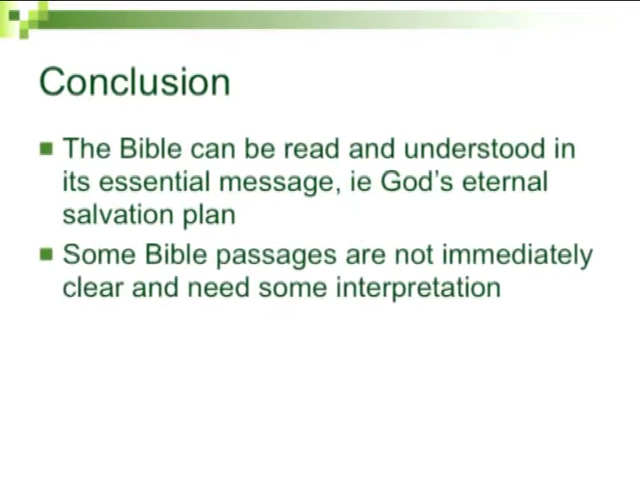 Conclusion
The Bible can be read and understood in
its essential message, ie God's eternal
salvation plan
Some Bible passages are not immediately
clear and need some interpretation